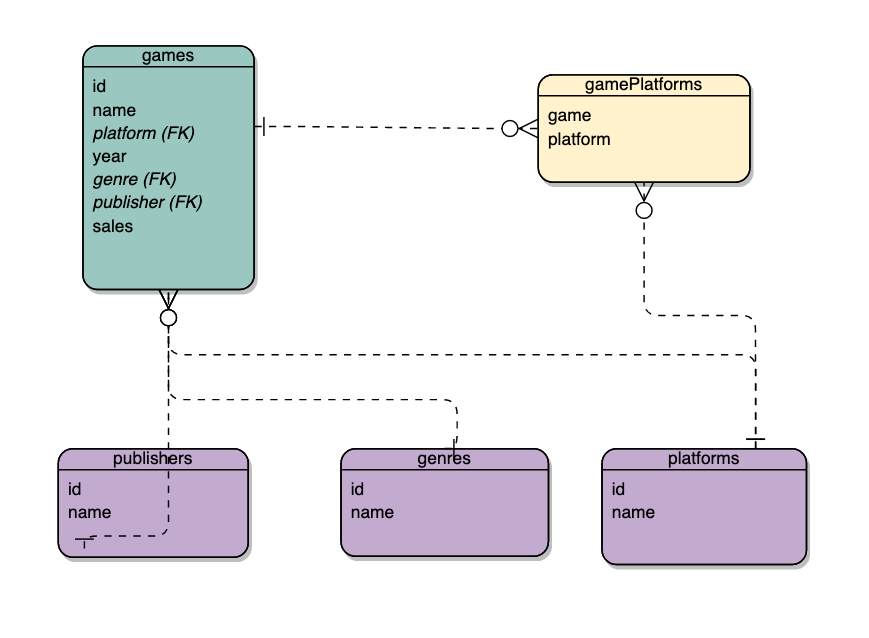 games
id
name
platform (FK)
year
genre (FK)
publisher (FK)
sales
gamePlatforms
game
platform
publishers
id
name
genres
id
name
platforms
id
name